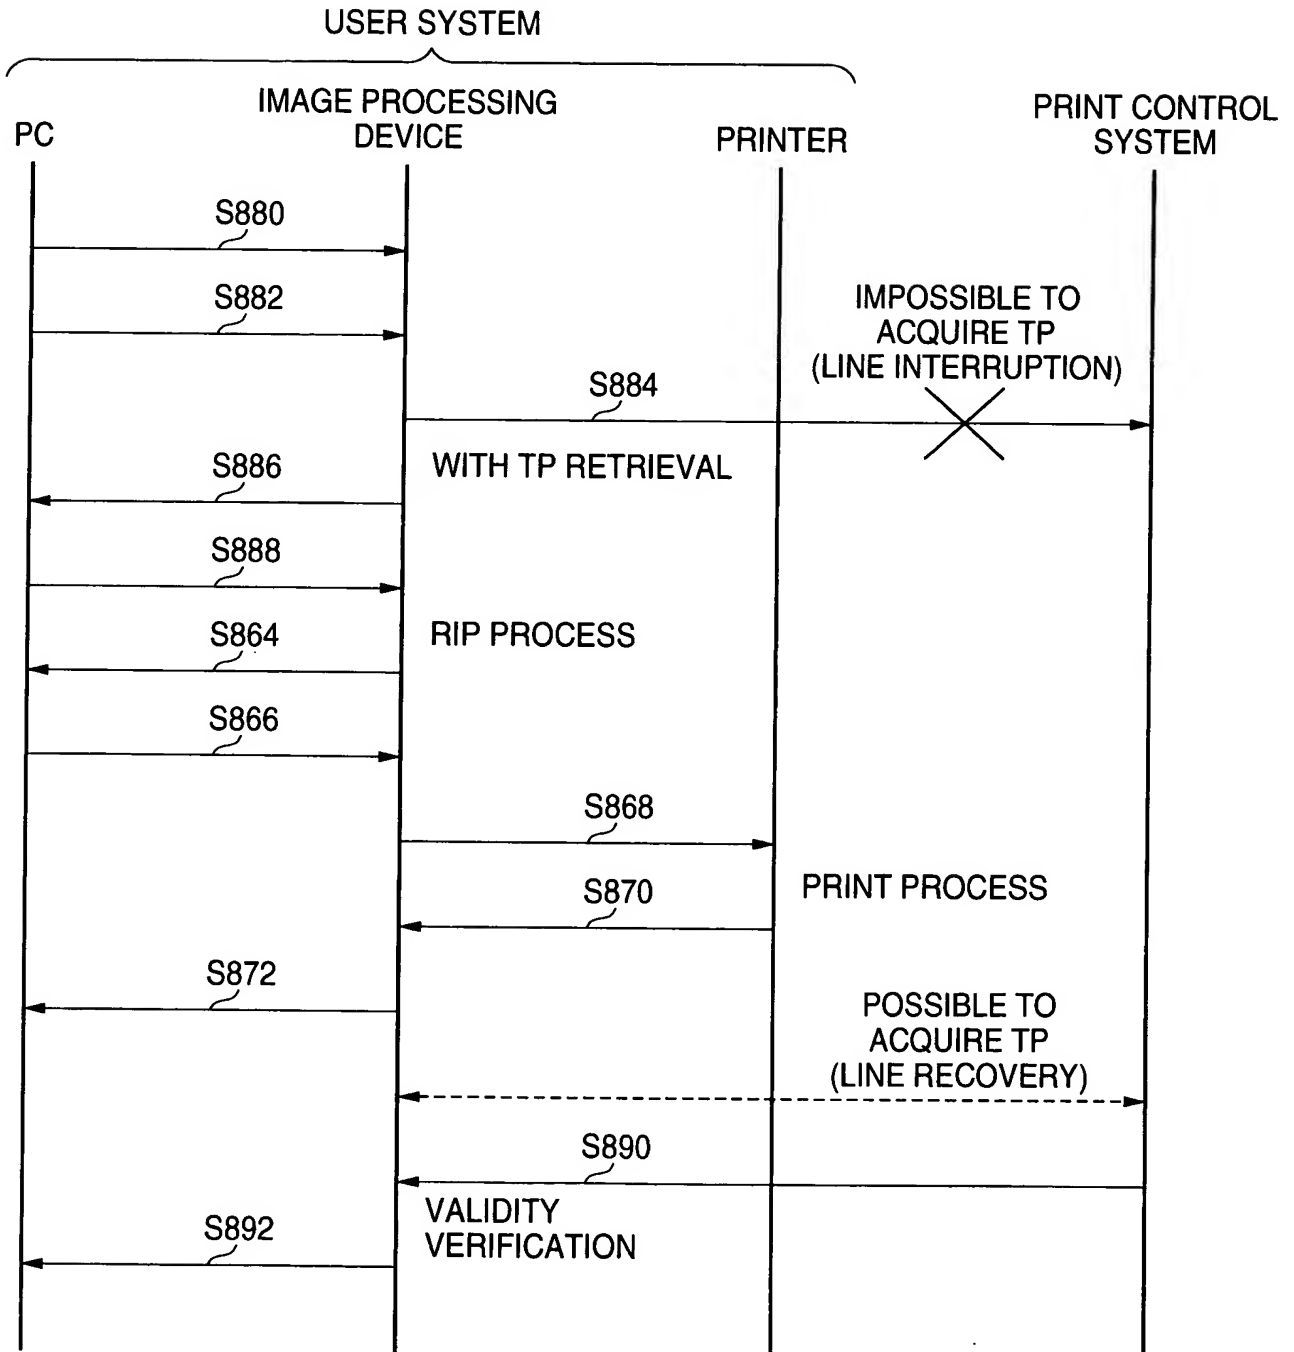 USER SYSTEM
IMAGE PROCESSING
DEVICE
PC
PRINTER
PRINT CONTROL
SYSTEM
S880
S882
IMPOSSIBLE TO
ACQUIRE TP
(LINE INTERRUPTION)
S884
S886
WITH TP RETRIEVAL
S888
S864
RIP PROCESS
S866
S868
S870
PRINT PROCESS
S872
POSSIBLE TO
ACQUIRE TP
(LINE RECOVERY)
S890
VALIDITY
VERIFICATION
S892